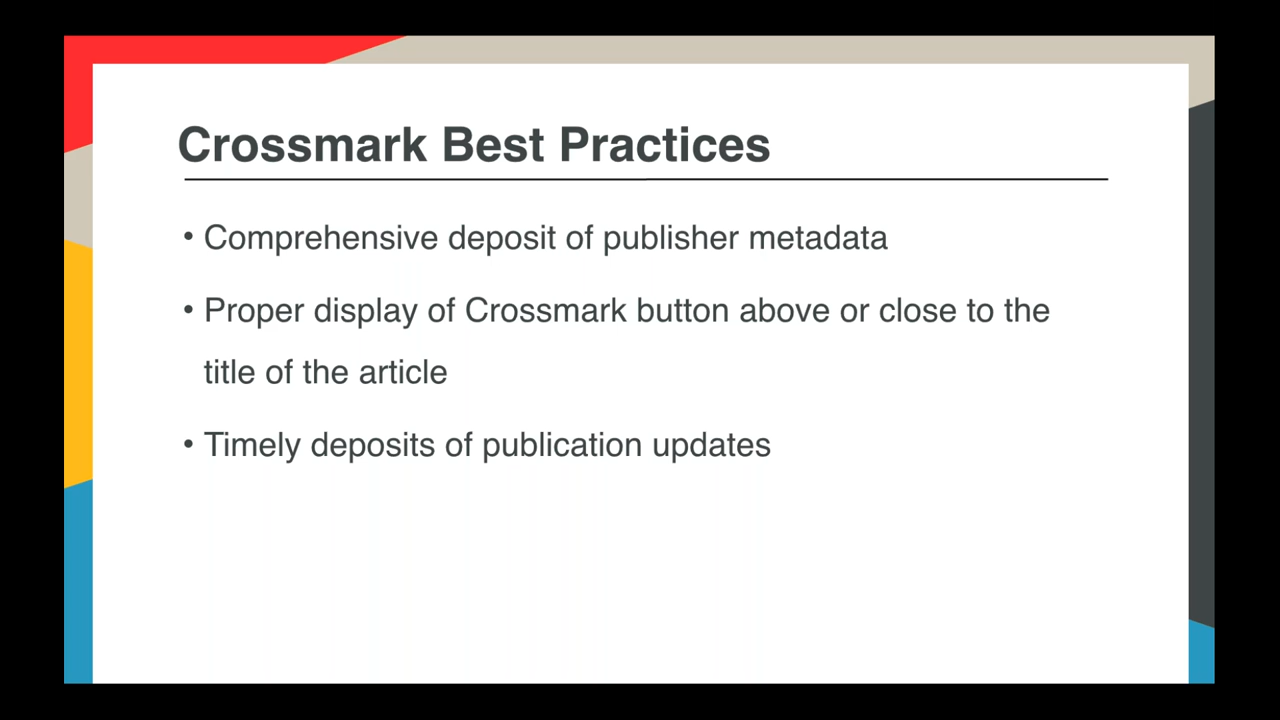 Crossmark Best Practices
• Comprehensive deposit of publisher metadata
• Proper display of Crossmark button above or close to the
title of the article
• Timely deposits of publication updates